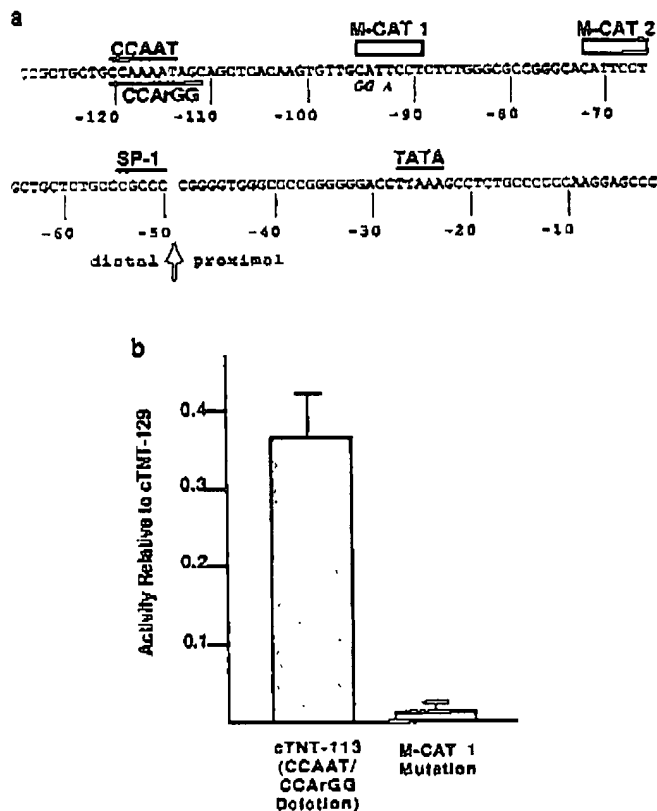 a
M-CAT 1 M-CAT 2
CCAAT
CCGCTGCTGCCAAAATAGCAGCTCACAAGTGTTGCATTCCTCTCTGGGCGCCGGGCACATTCCT
CCArGG GG A
-120 -110 -100 -90 -80 -70
SP-1 TATA
GCTGCTCTGCCCGCCC CGGGGTGGGCGCCGGGGGGACCTTAAAGCCTCTGCCCCCCAAGGAGCCC
-60 -50 -40 -30 -20 -10
distal proximal
b
Activity Relative to cTNT-129
0.4
0.3
0.2
0.1
cTNT-113
(CCAAT/
CCArGG
Deletion)
M-CAT 1
Mutation